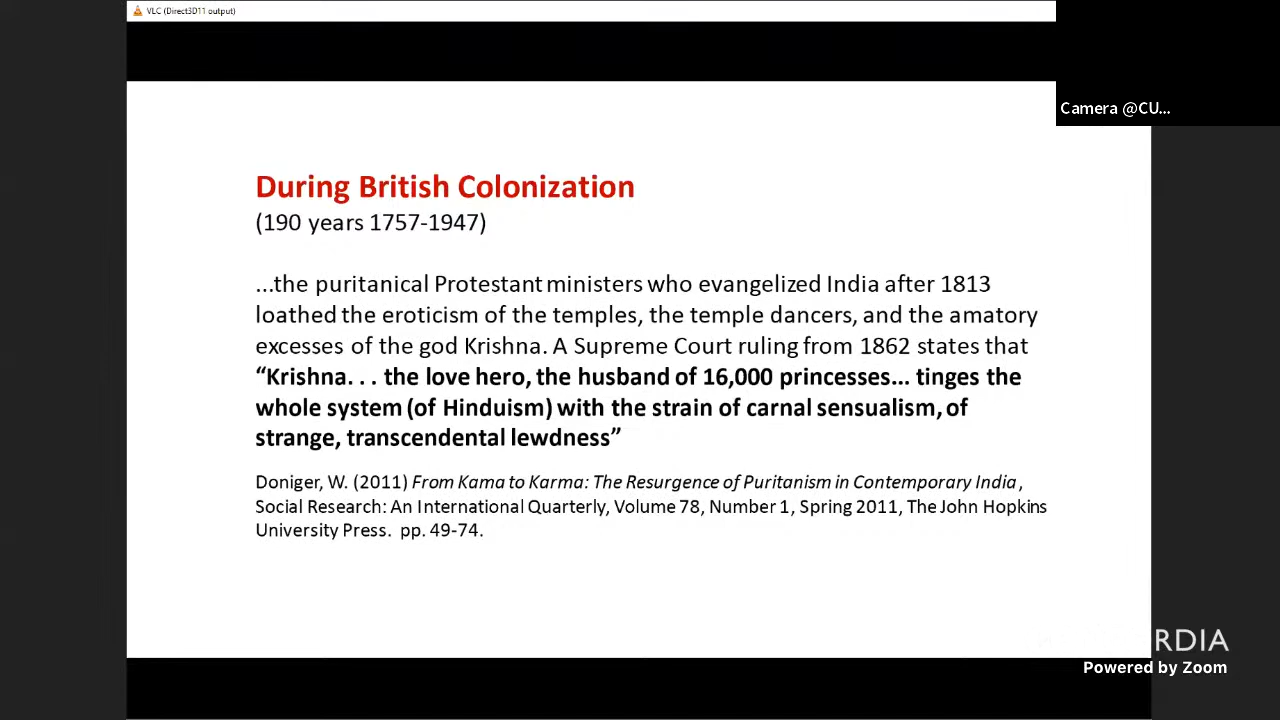 VLC (Direct3D11 output)
Camera @CU...
During British Colonization
(190 years 1757-1947)
...the puritanical Protestant ministers who evangelized India after 1813
loathed the eroticism of the temples, the temple dancers, and the amatory
excesses of the god Krishna. A Supreme Court ruling from 1862 states that
“Krishna. . . the love hero, the husband of 16,000 princesses... tinges the
whole system (of Hinduism) with the strain of carnal sensualism, of
strange, transcendental lewdness”
Doniger, W. (2011) From Kama to Karma: The Resurgence of Puritanism in Contemporary India,
Social Research: An International Quarterly, Volume 78, Number 1, Spring 2011, The John Hopkins
University Press. pp. 49-74.
RDIA
Powered by Zoom